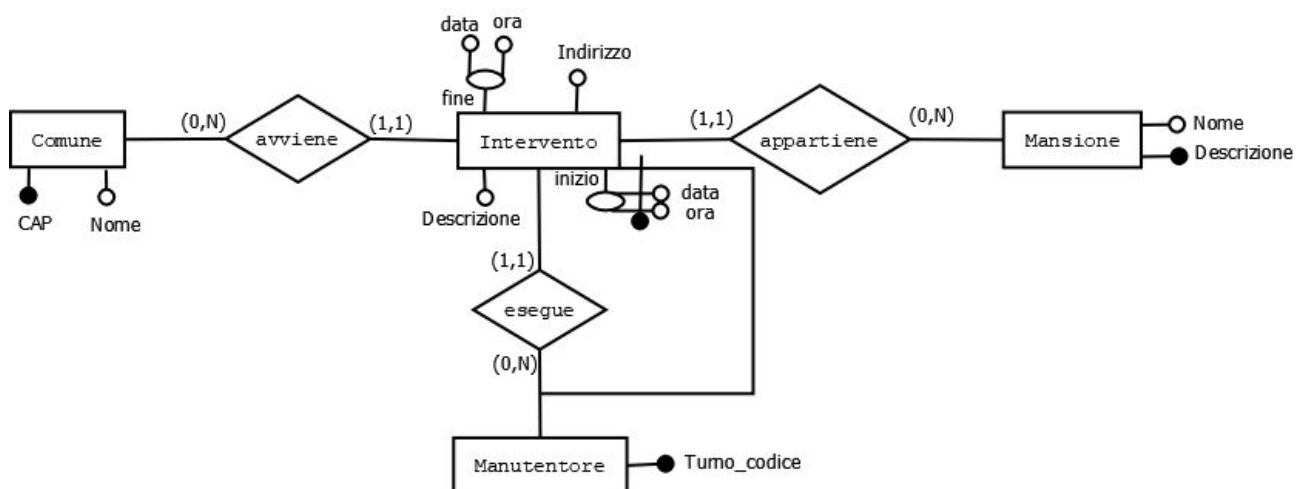 data ora
Indirizzo
fine
(0,N)
(1,1)
(1,1)
(0,N)
Comune
avviene
Intervento
appartiene
Mansione
Nome
Descrizione
inizio
data
ora
CAP
Nome
Descrizione
(1,1)
esegue
(0,N)
Manutentore
Turno_codice